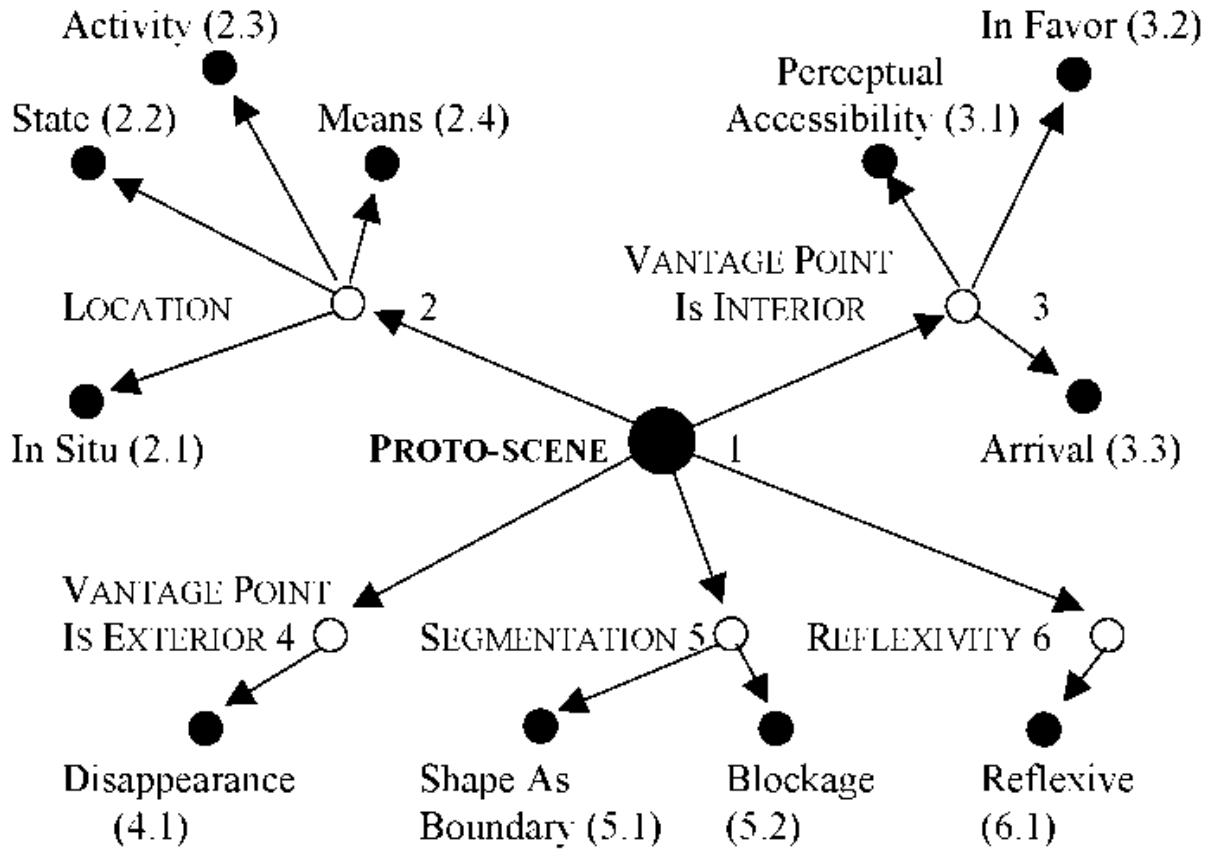 Activity (2.3)
In Favor (3.2)
Perceptual
Accessibility (3.1)
State (2.2)
Means (2.4)
VANTAGE POINT
IS INTERIOR
3
LOCATION
2
In Situ (2.1)
PROTO-SCENE
1
Arrival (3.3)
VANTAGE POINT
IS EXTERIOR 4
SEGMENTATION 5
REFLEXIVITY 6
Disappearance
(4.1)
Shape As
Boundary (5.1)
Blockage
(5.2)
Reflexive
(6.1)